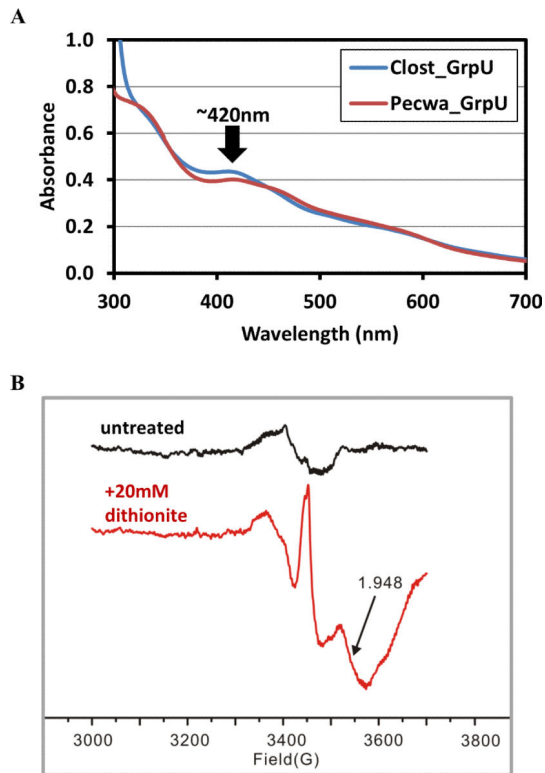 A
1.0
0.8
0.6
0.4
0.2
0.0
Absorbance
~420nm
Clost_GrpU
Pecwa_GrpU
300
400
500
600
700
Wavelength (nm)
B
untreated
+20mM
dithionite
1.948
3000
3200
3400
3600
3800
Field(G)